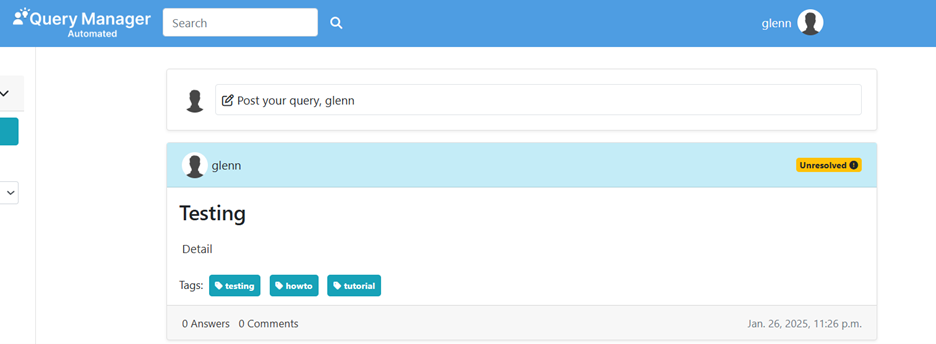 Query Manager
Automated
Search
glenn
Post your query, glenn
glenn
Unresolved
Testing
Detail
Tags: testing howto tutorial
0 Answers 0 Comments Jan. 26, 2025, 11:26 p.m.